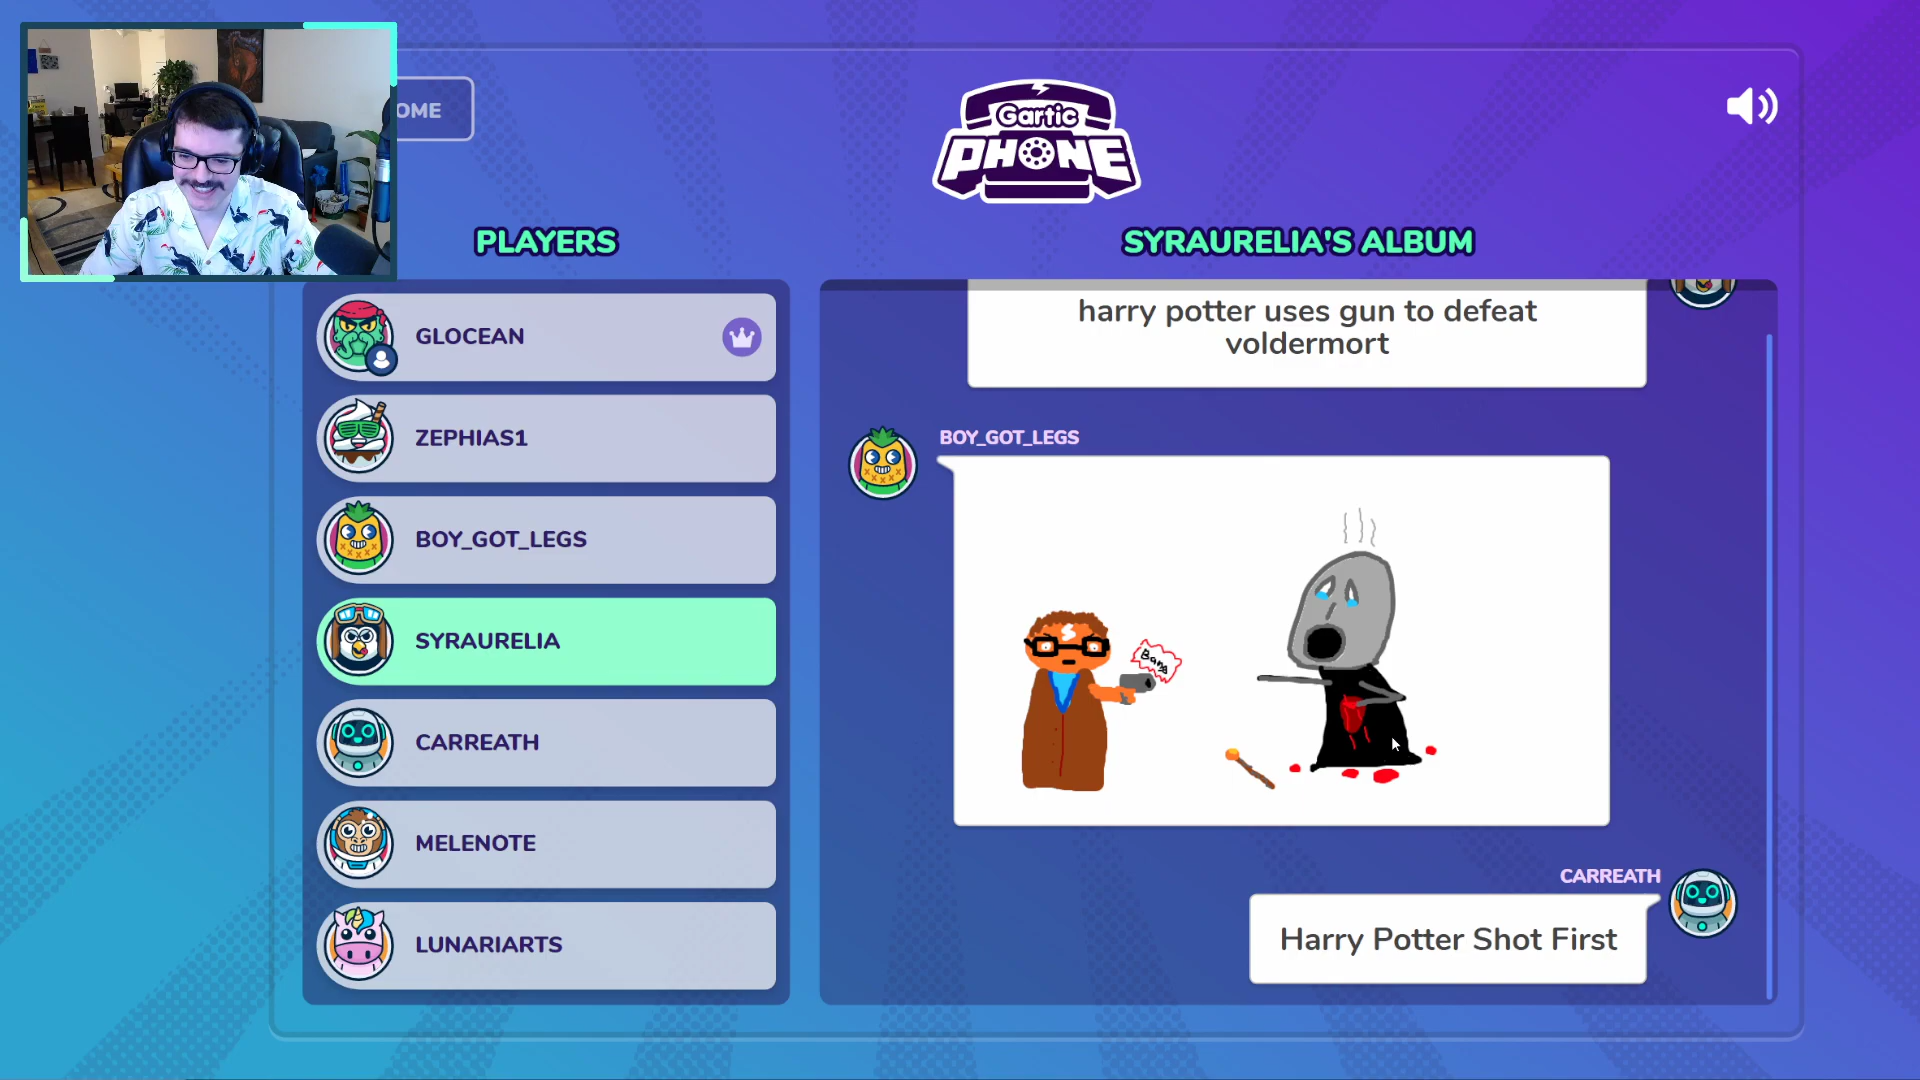 OME
Gartic
PHONE
PLAYERS
SYRAURELIA'S ALBUM
GLOCEAN
ZEPHIAS1
BOY_GOT_LEGS
SYRAURELIA
CARREATH
MELENOTE
LUNARIARTS
harry potter uses gun to defeat
voldermort
BOY_GOT_LEGS
Bang
CARREATH
Harry Potter Shot First